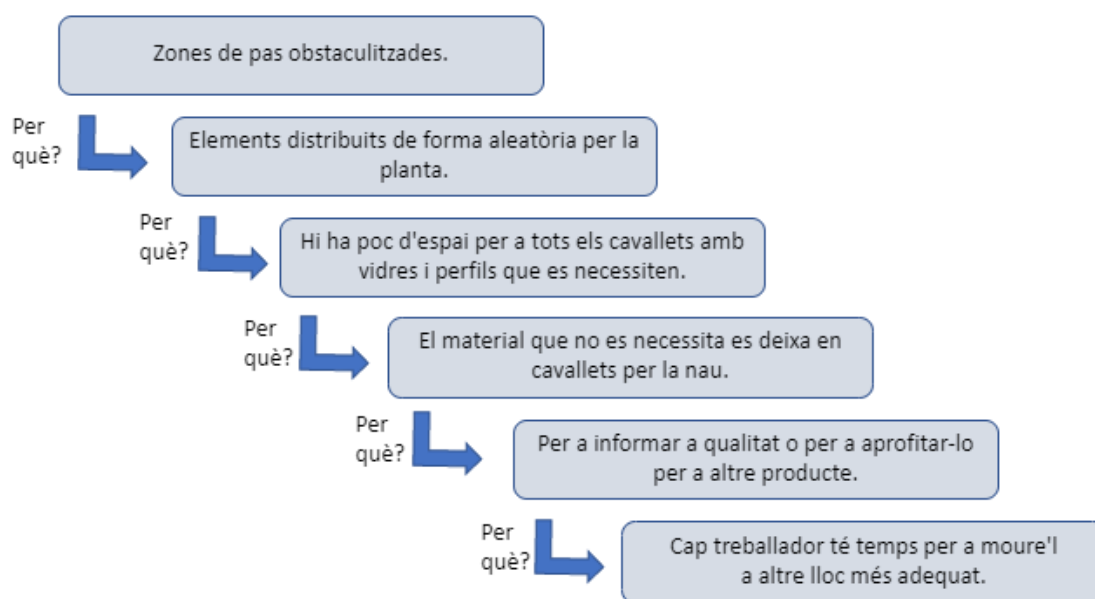 Zones de pas obstaculitzades.
Per
què?
Elements distribuits de forma aleatòria per la
planta.
Per
què?
Hi ha poc d'espai per a tots els cavallets amb
vidres i perfils que es necessiten.
Per
què?
El material que no es necessita es deixa en
cavallets per la nau.
Per
què?
Per a informar a qualitat o per a aprofitar-lo
per a altre producte.
Per
què?
Cap treballador té temps per a moure'l
a altre lloc més adequat.